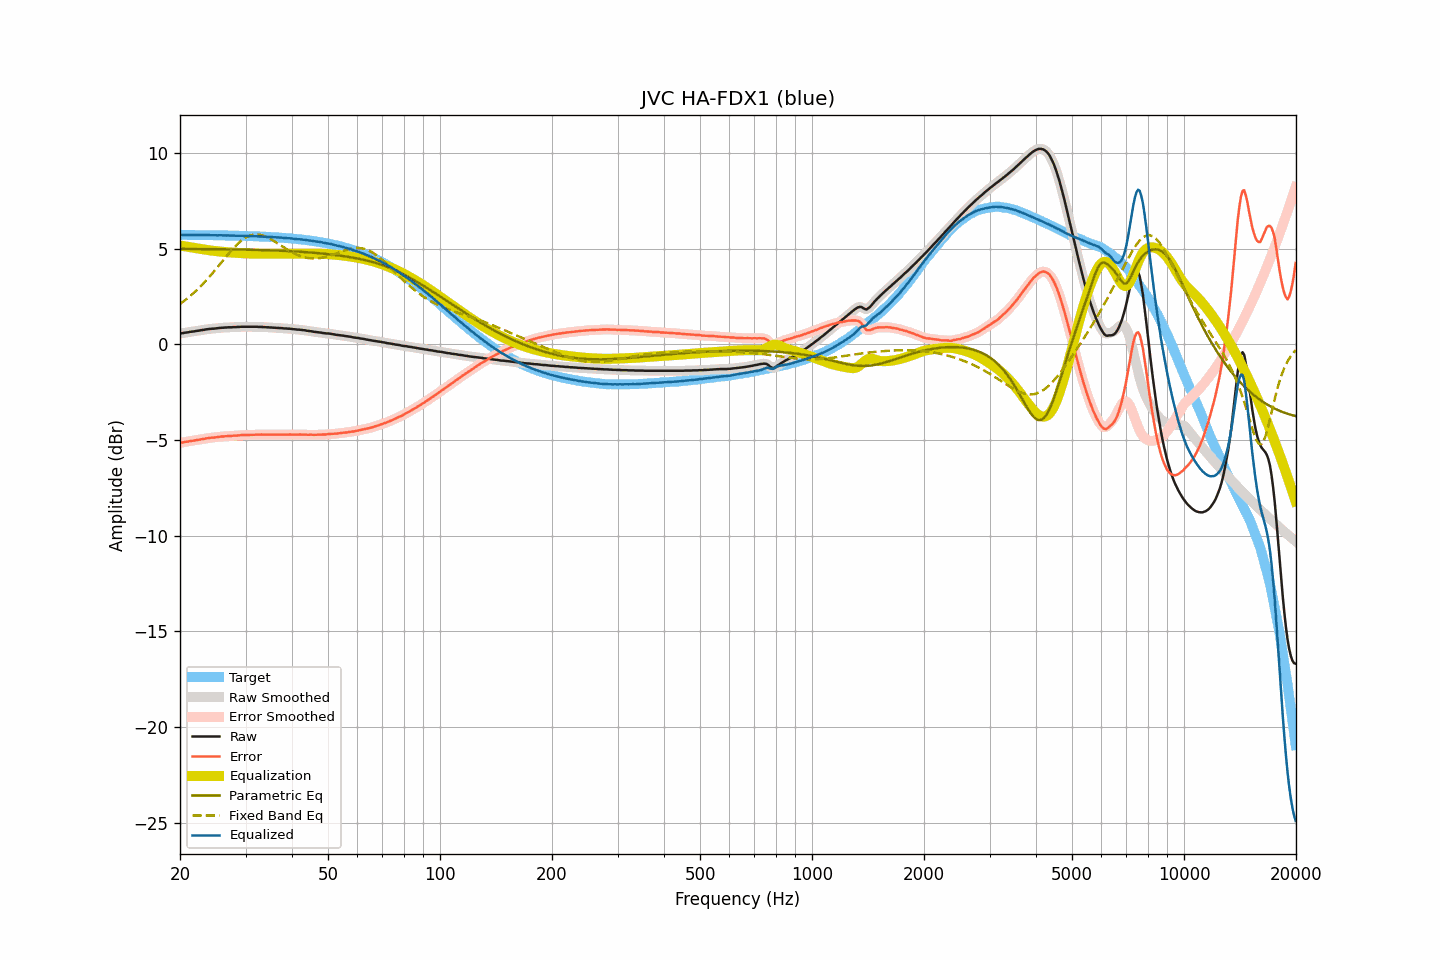 JVC HA-FDX1 (blue)
10
5
0
−5
−10
−15
−20
−25
Amplitude (dBr)
Target
Raw Smoothed
Error Smoothed
Raw
Error
Equalization
Parametric Eq
Fixed Band Eq
Equalized
20 50 100 200 500 1000 2000 5000 10000 20000
Frequency (Hz)